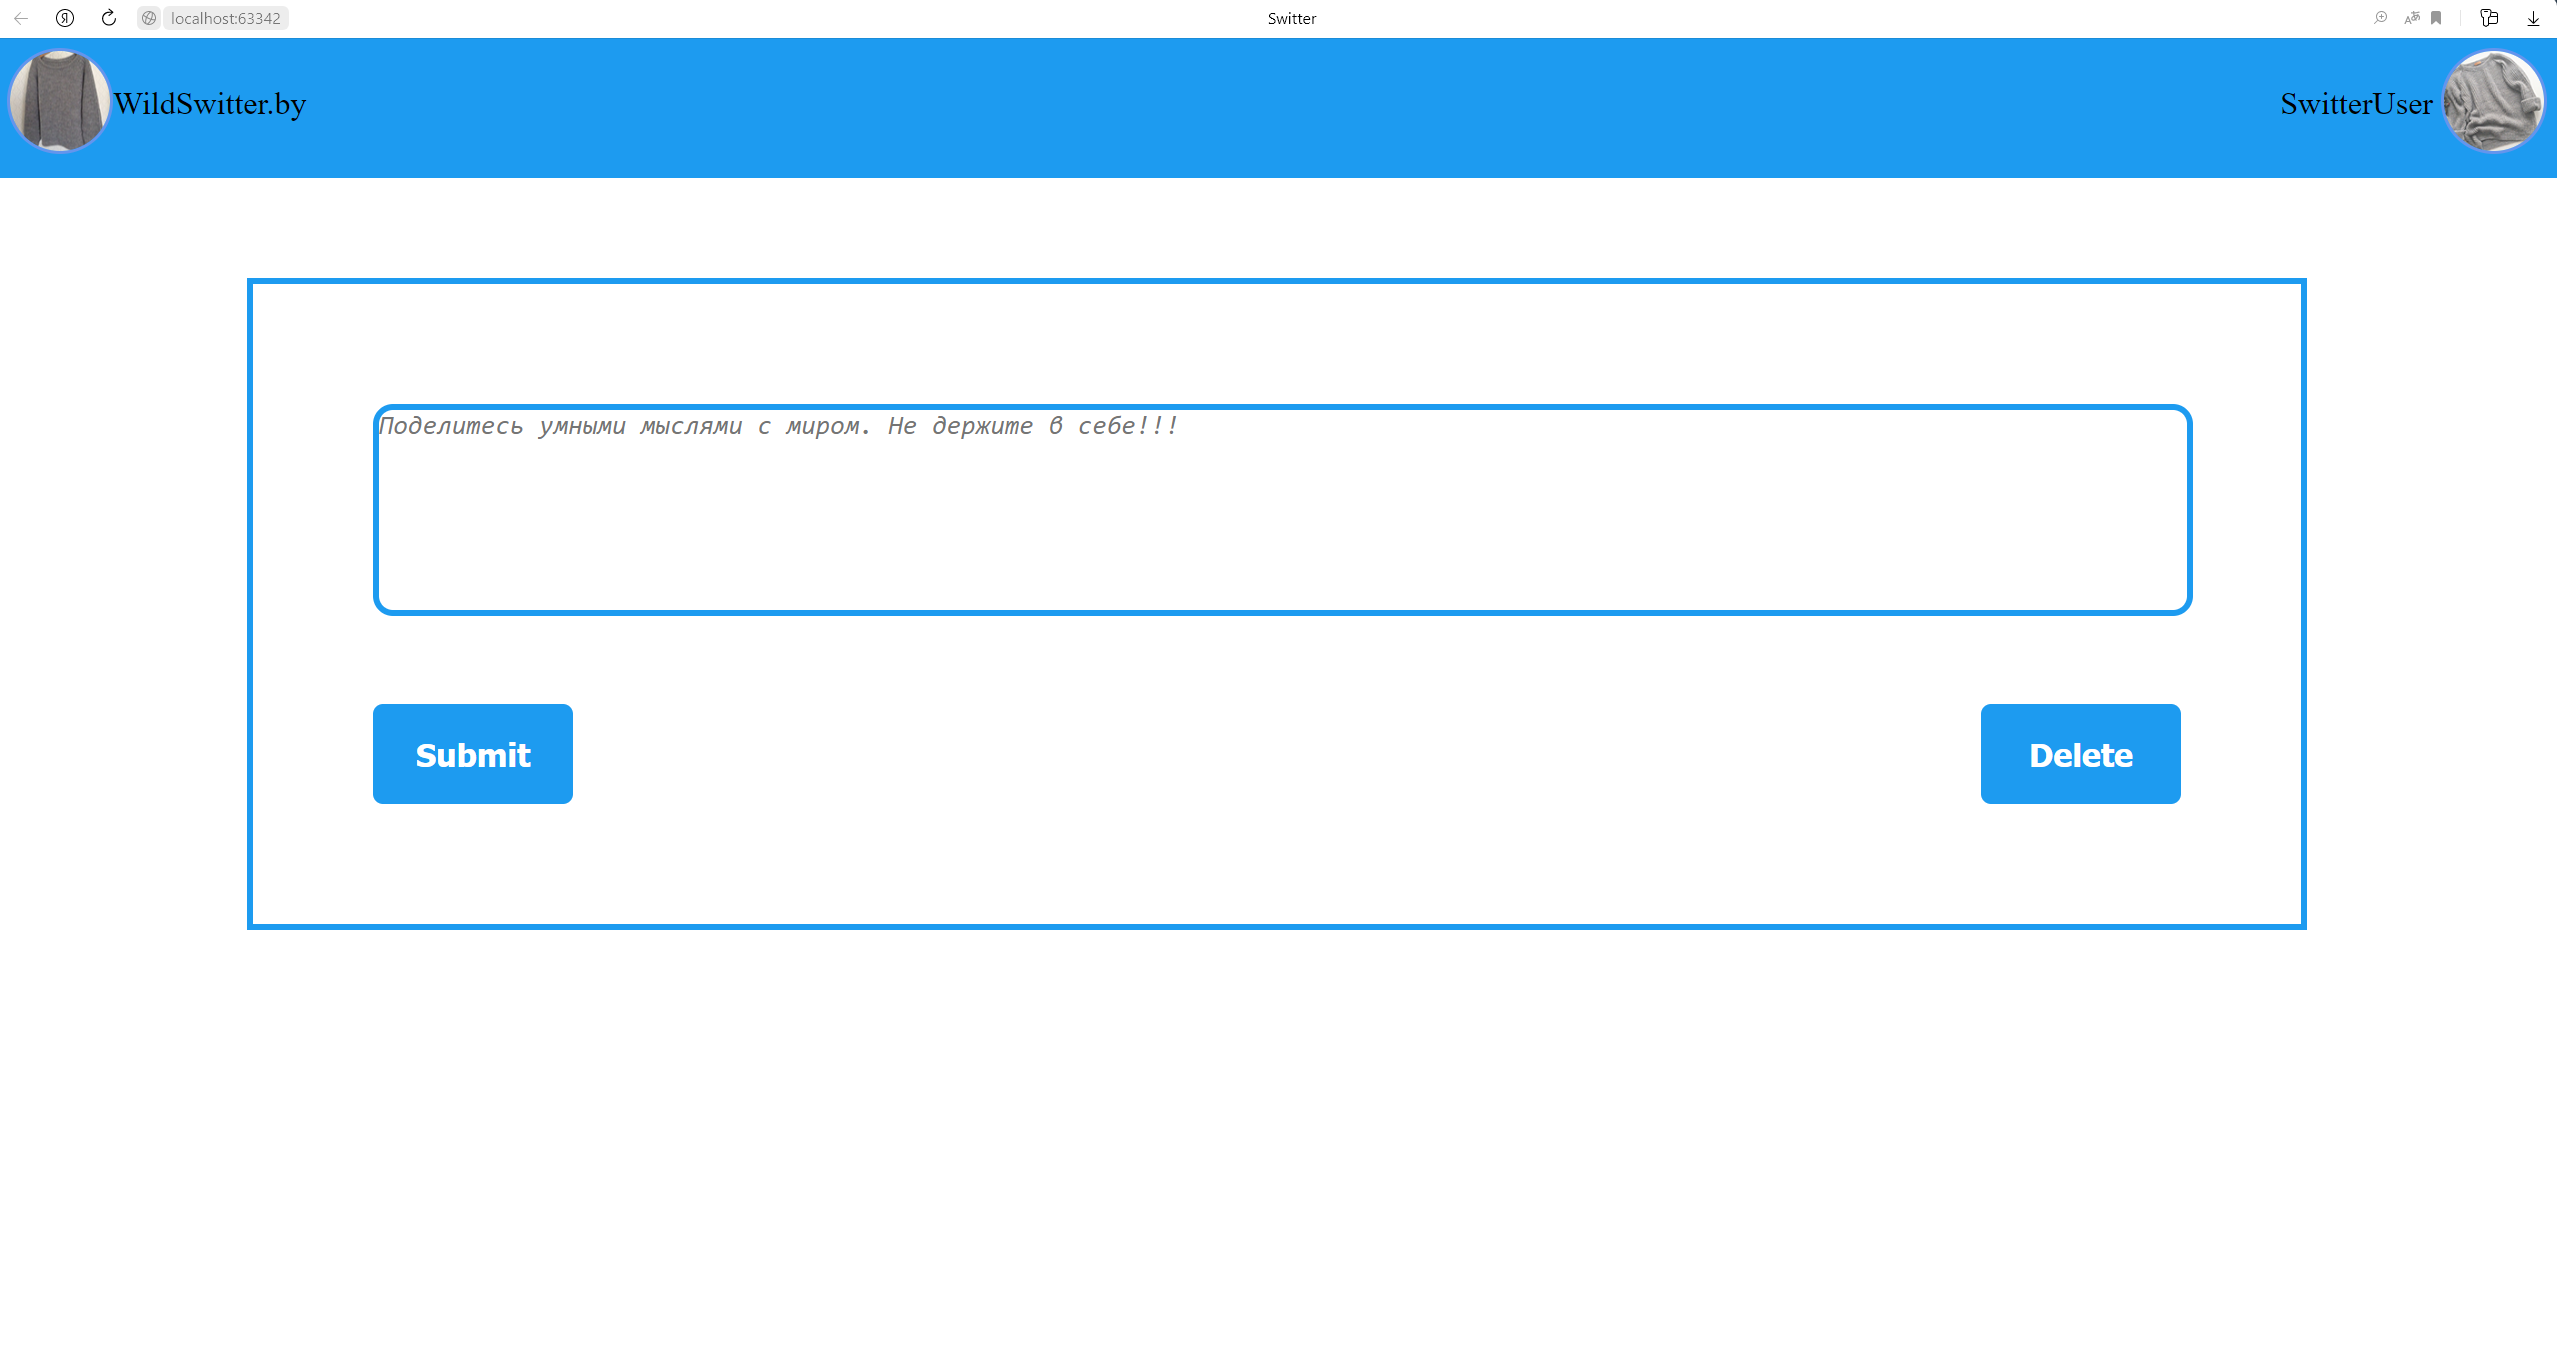 localhost:63342
Switter
WildSwitter.by
SwitterUser
Поделитесь умными мыслями с миром. Не держите в себе!!!
Submit
Delete